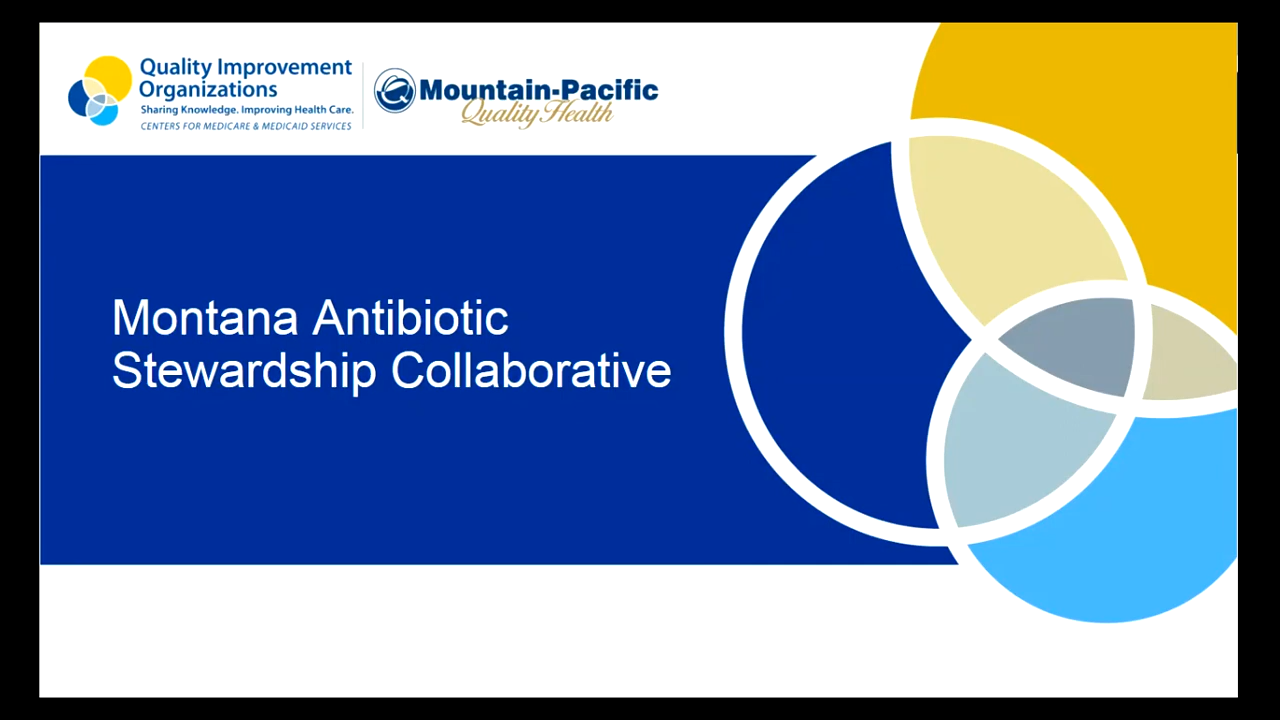 Quality Improvement
Organizations
Sharing Knowledge. Improving Health Care.
CENTERS FOR MEDICARE & MEDICAID SERVICES
Mountain-Pacific
Quality Health
Montana Antibiotic
Stewardship Collaborative